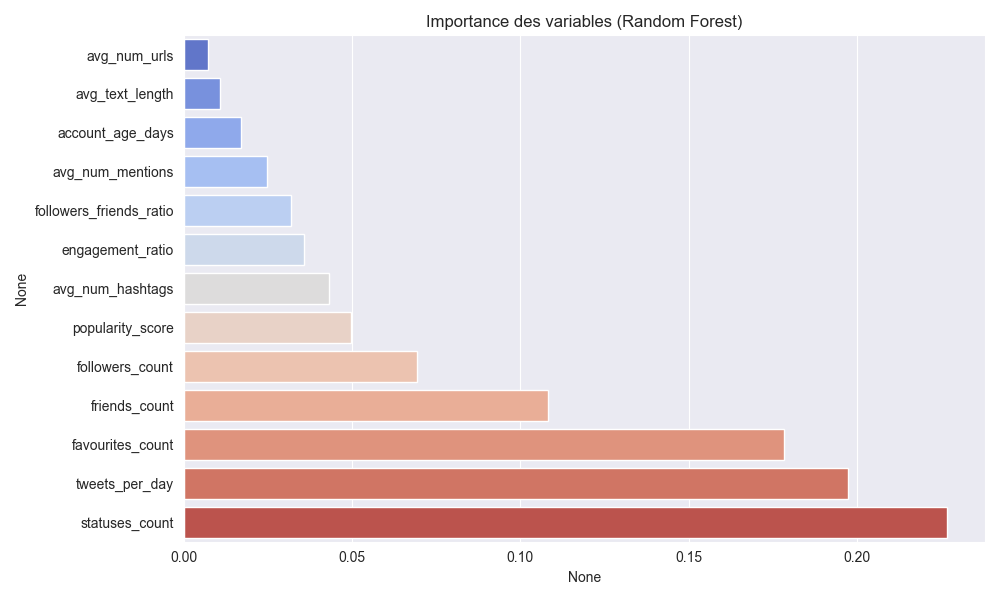 Importance des variables (Random Forest)
avg_num_urls
avg_text_length
account_age_days
avg_num_mentions
followers_friends_ratio
engagement_ratio
avg_num_hashtags
popularity_score
followers_count
friends_count
favourites_count
tweets_per_day
statuses_count
None
0.00 0.05 0.10 0.15 0.20
None